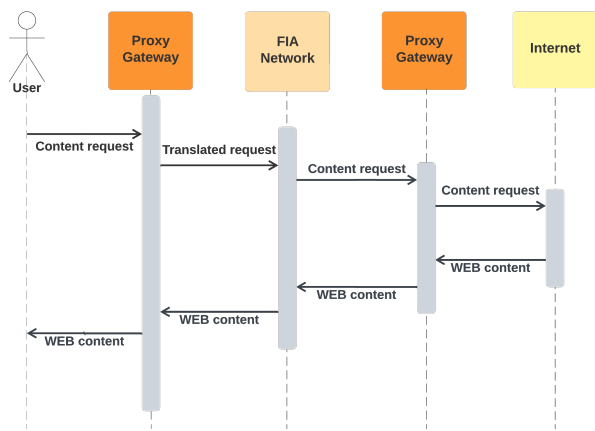 Proxy
Gateway
FIA
Network
Proxy
Gateway
Internet
User
Content request
Translated request
Content request
Content request
WEB content
WEB content
WEB content
WEB content